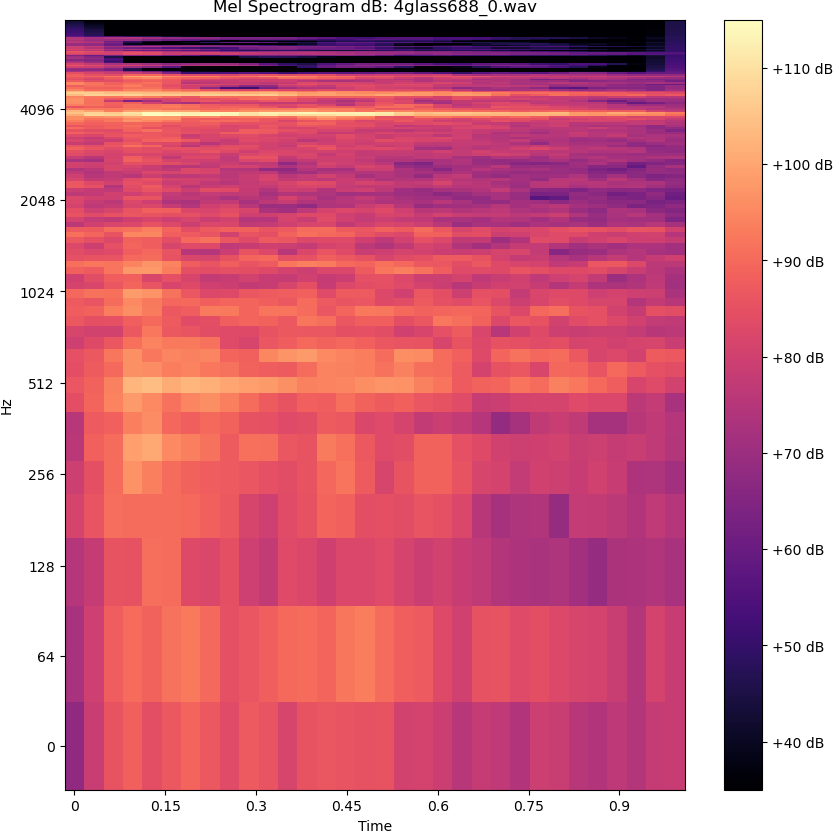 Mel Spectrogram dB: 4glass688_0.wav
4096
2048
1024
512
256
128
64
0
Hz
0
0.15
0.3
0.45
0.6
0.75
0.9
Time
+110 dB
+100 dB
+90 dB
+80 dB
+70 dB
+60 dB
+50 dB
+40 dB